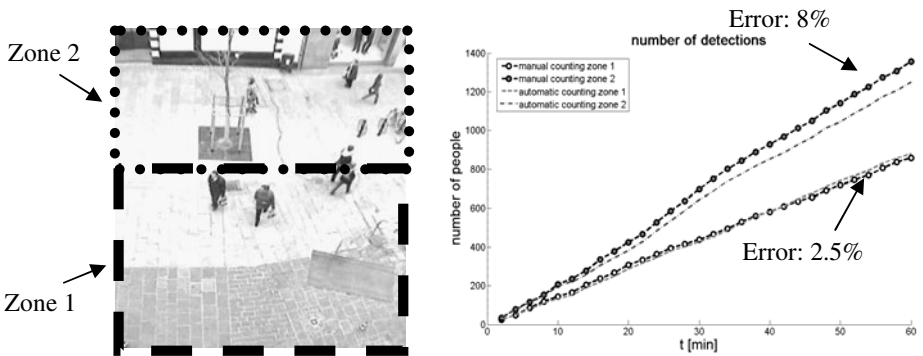 Zone 2
Zone 1
Error: 8%
number of detections
manual counting zone 1
manual counting zone 2
automatic counting zone 1
automatic counting zone 2
number of people
1400
1200
1000
800
600
400
200
0
0 10 20 30 40 50 60
t [min]
Error: 2.5%